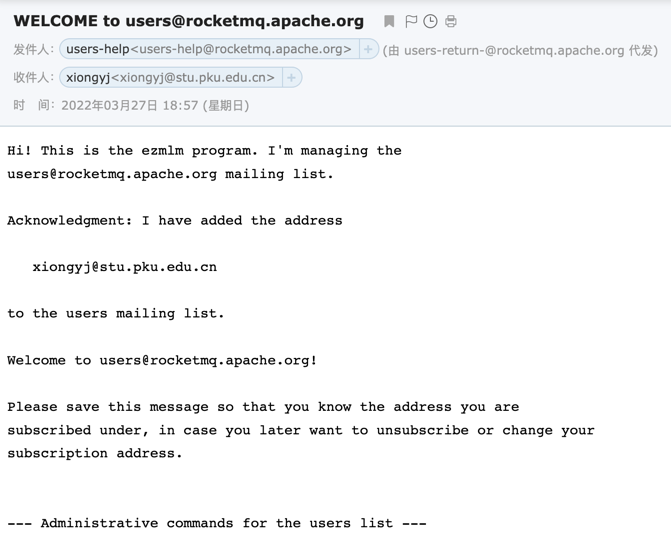 WELCOME to users@rocketmq.apache.org
发件人: users-help<users-help@rocketmq.apache.org> + (由 users-return-@rocketmq.apache.org 代发)
收件人: xiongyj<xiongyj@stu.pku.edu.cn> +
时 间: 2022年03月27日 18:57 (星期日)
Hi! This is the ezmlm program. I'm managing the
users@rocketmq.apache.org mailing list.
Acknowledgment: I have added the address
xiongyj@stu.pku.edu.cn
to the users mailing list.
Welcome to users@rocketmq.apache.org!
Please save this message so that you know the address you are
subscribed under, in case you later want to unsubscribe or change your
subscription address.
--- Administrative commands for the users list ---